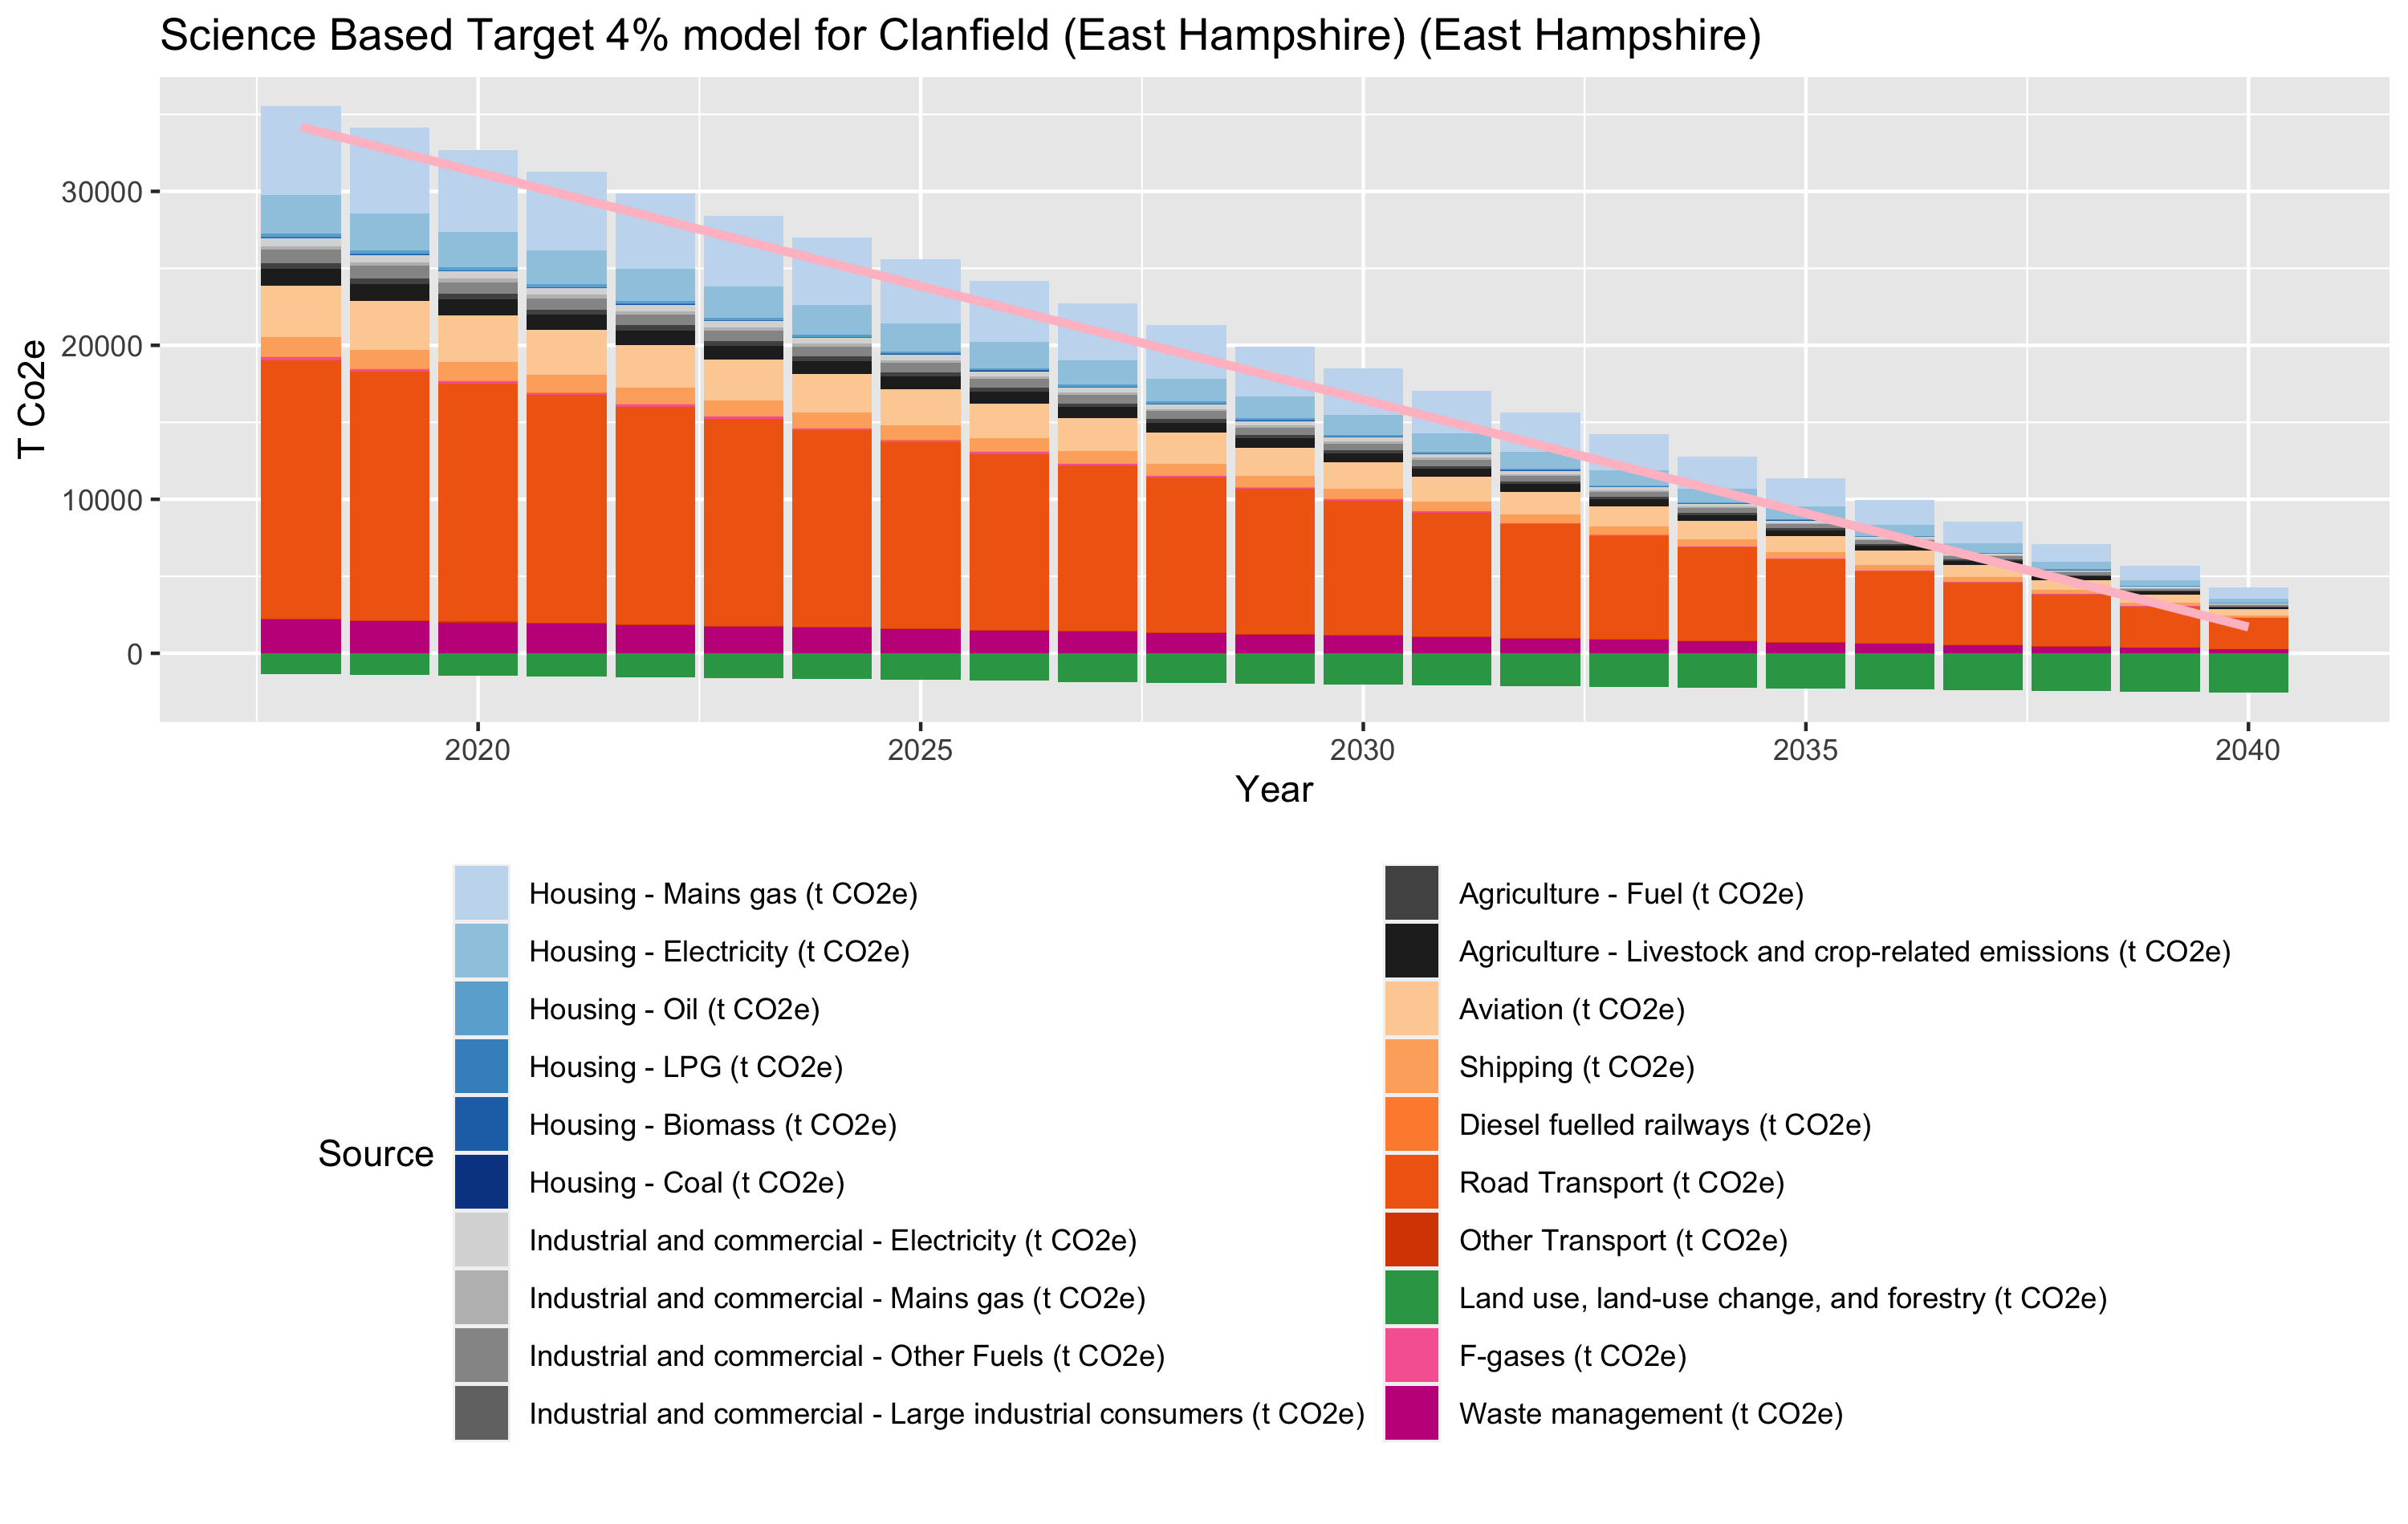 Science Based Target 4% model for Clanfield (East Hampshire) (East Hampshire)
T Co2e
30000
20000
10000
0
2020
2025
2030
2035
2040
Year
Source
Housing - Mains gas (t CO2e)
Housing - Electricity (t CO2e)
Housing - Oil (t CO2e)
Housing - LPG (t CO2e)
Housing - Biomass (t CO2e)
Housing - Coal (t CO2e)
Industrial and commercial - Electricity (t CO2e)
Industrial and commercial - Mains gas (t CO2e)
Industrial and commercial - Other Fuels (t CO2e)
Industrial and commercial - Large industrial consumers (t CO2e)
Agriculture - Fuel (t CO2e)
Agriculture - Livestock and crop-related emissions (t CO2e)
Aviation (t CO2e)
Shipping (t CO2e)
Diesel fuelled railways (t CO2e)
Road Transport (t CO2e)
Other Transport (t CO2e)
Land use, land-use change, and forestry (t CO2e)
F-gases (t CO2e)
Waste management (t CO2e)